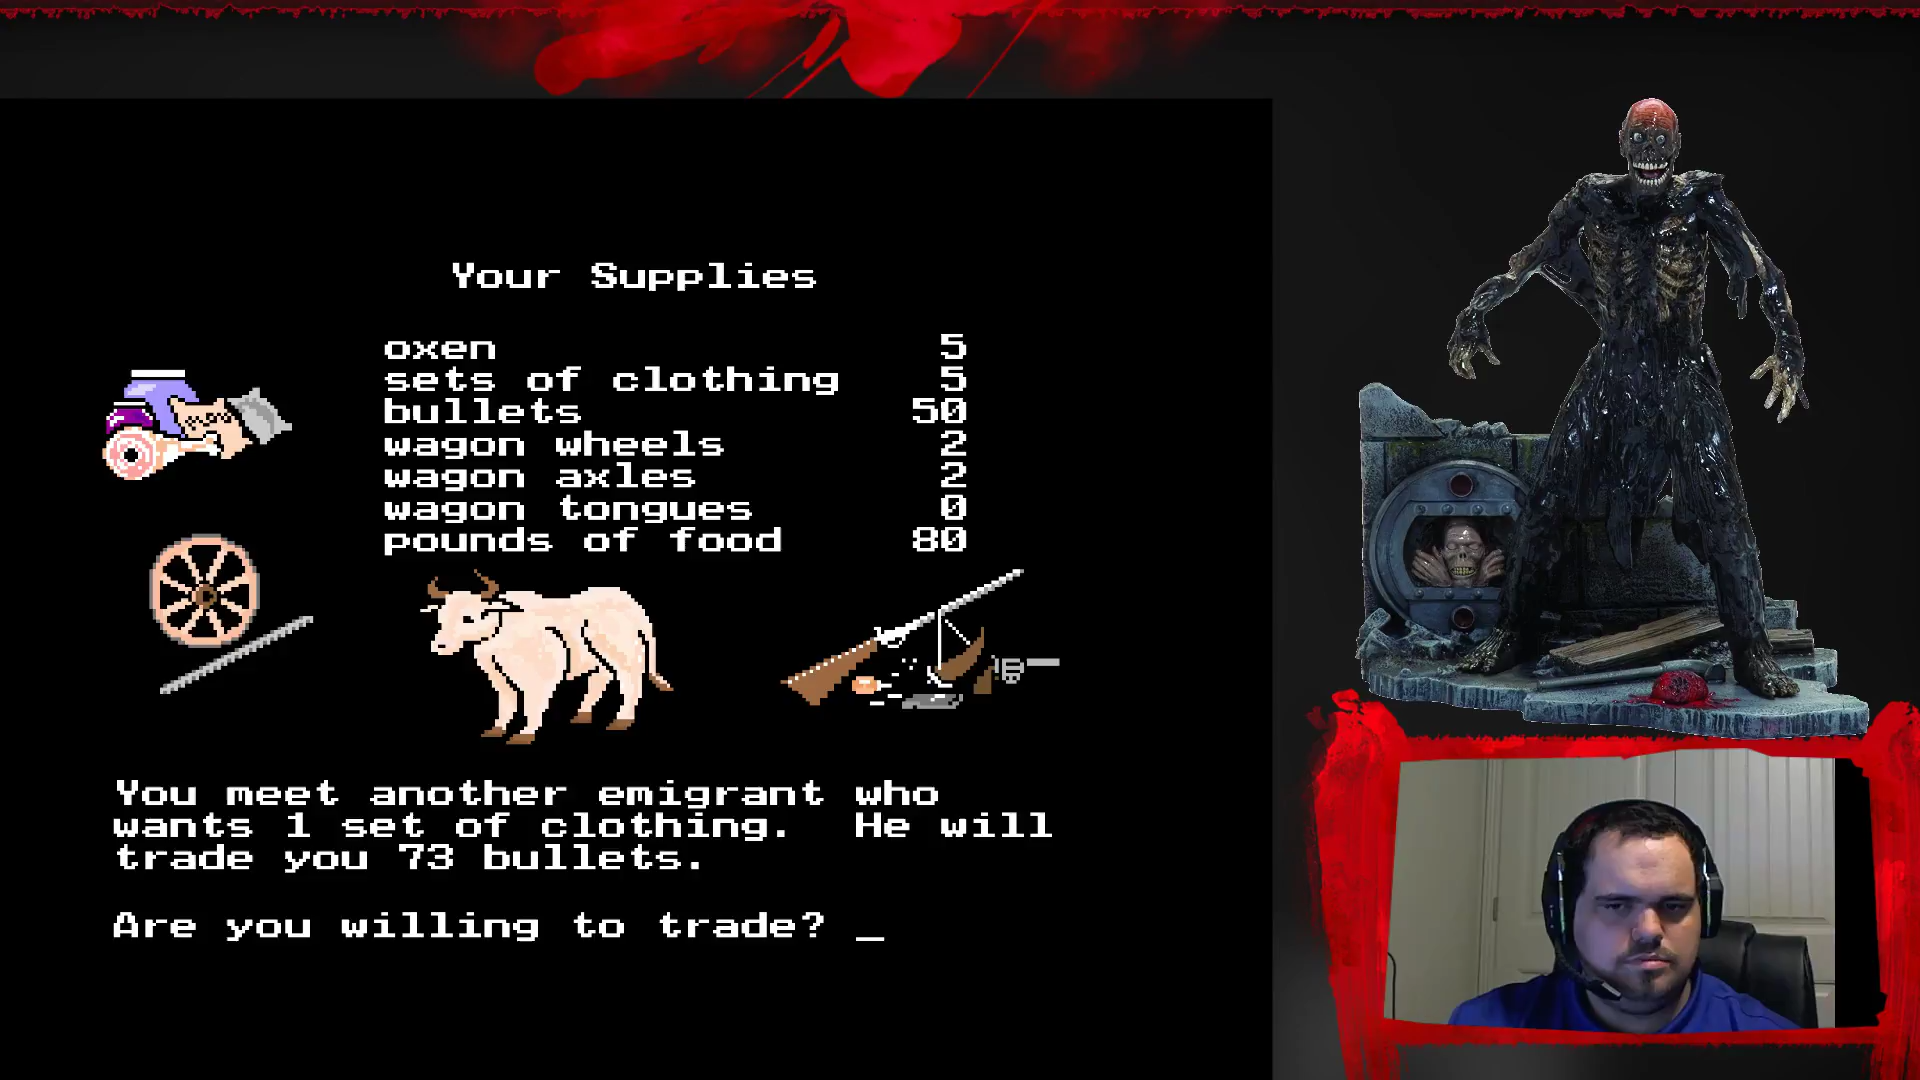 Your Supplies
oxen 5
sets of clothing 5
bullets 50
wagon wheels 2
wagon axles 2
wagon tongues 0
pounds of food 80
You meet another emigrant who
wants 1 set of clothing. He will
trade you 73 bullets.
Are you willing to trade? _